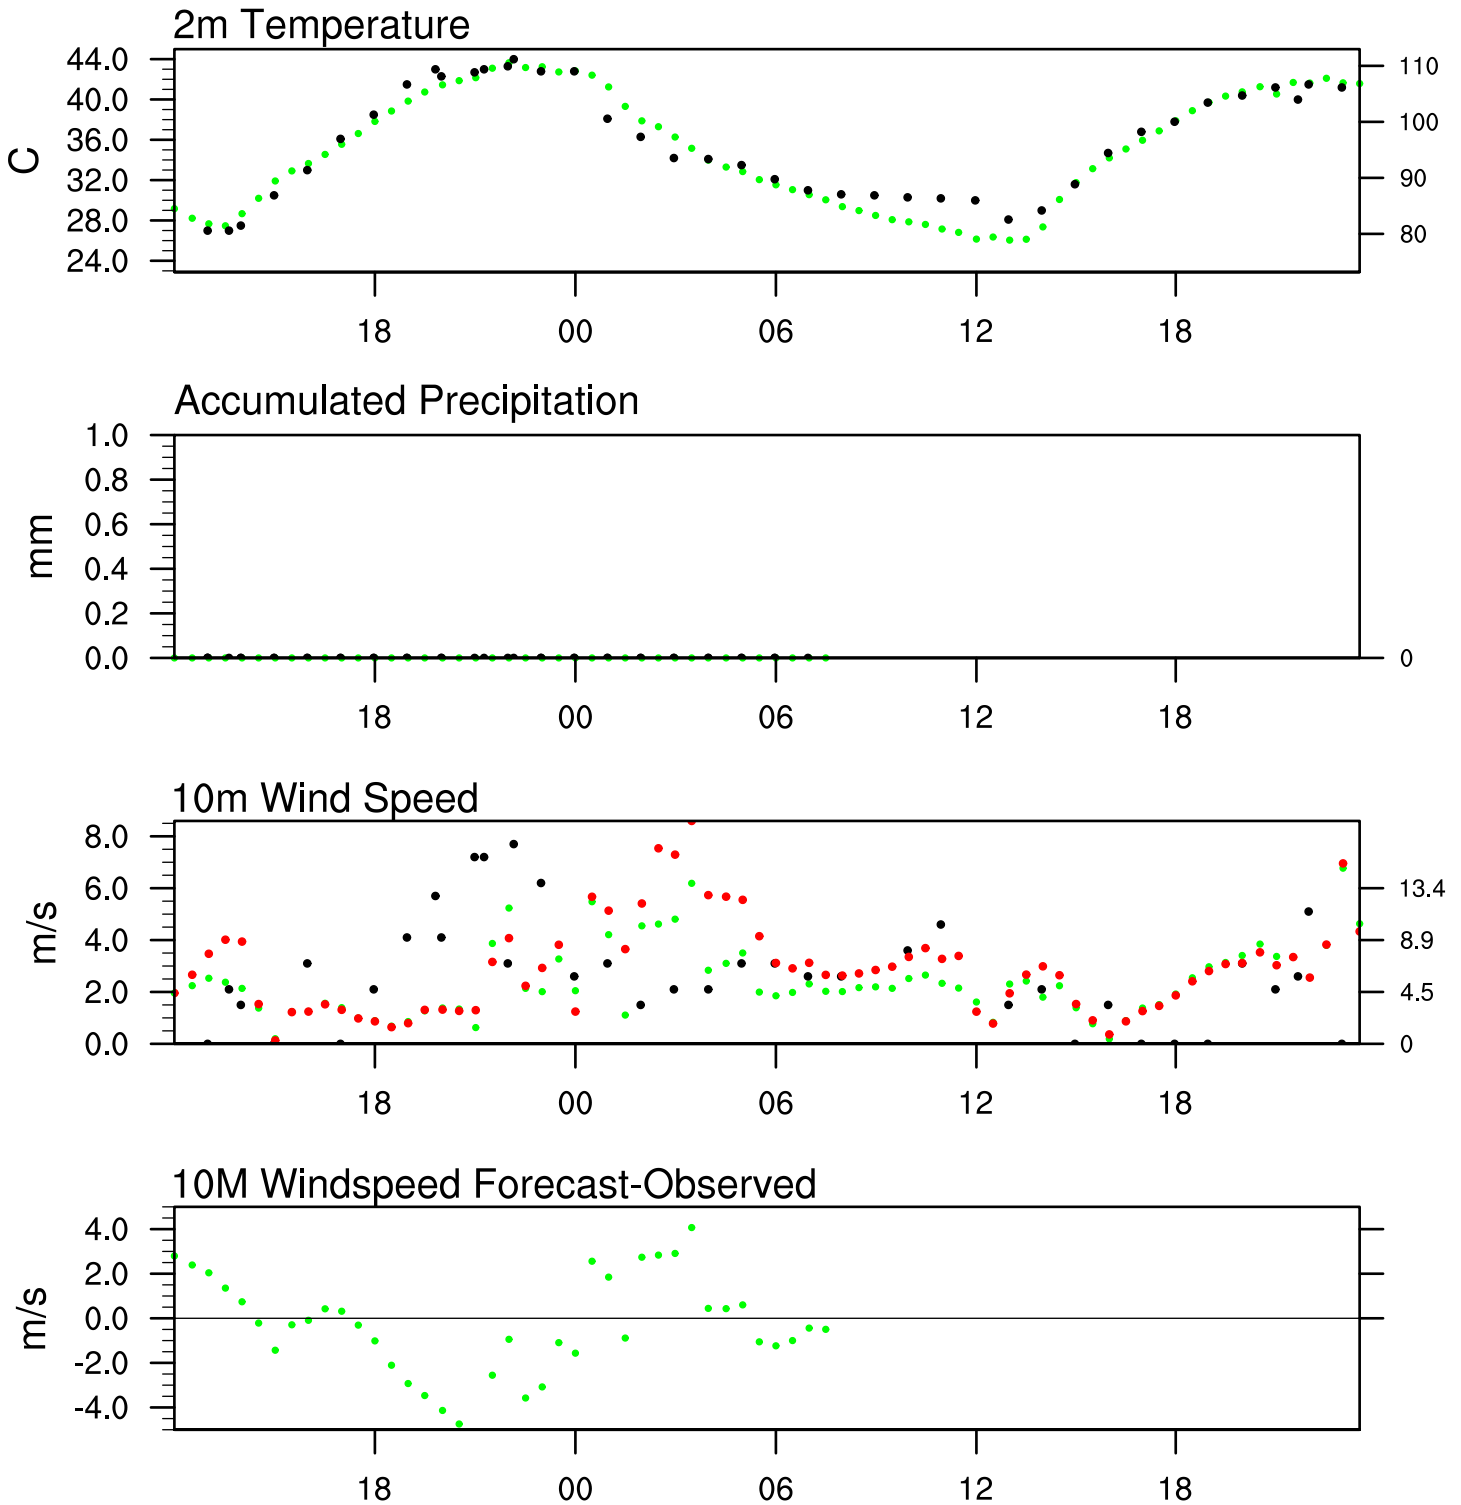 2m Temperature
44.0
110
40.0
100
36.0
C
32.0
90
28.0
80
24.0
18 00 06 12 18
Accumulated Precipitation
1.0
0.8
0.6
mm
0.4
0.2
0.0
0
18 00 06 12 18
10m Wind Speed
8.0
6.0
13.4
m/s
4.0
8.9
2.0
4.5
0.0
0
18 00 06 12 18
10M Windspeed Forecast-Observed
4.0
2.0
m/s
0.0
-2.0
-4.0
18 00 06 12 18